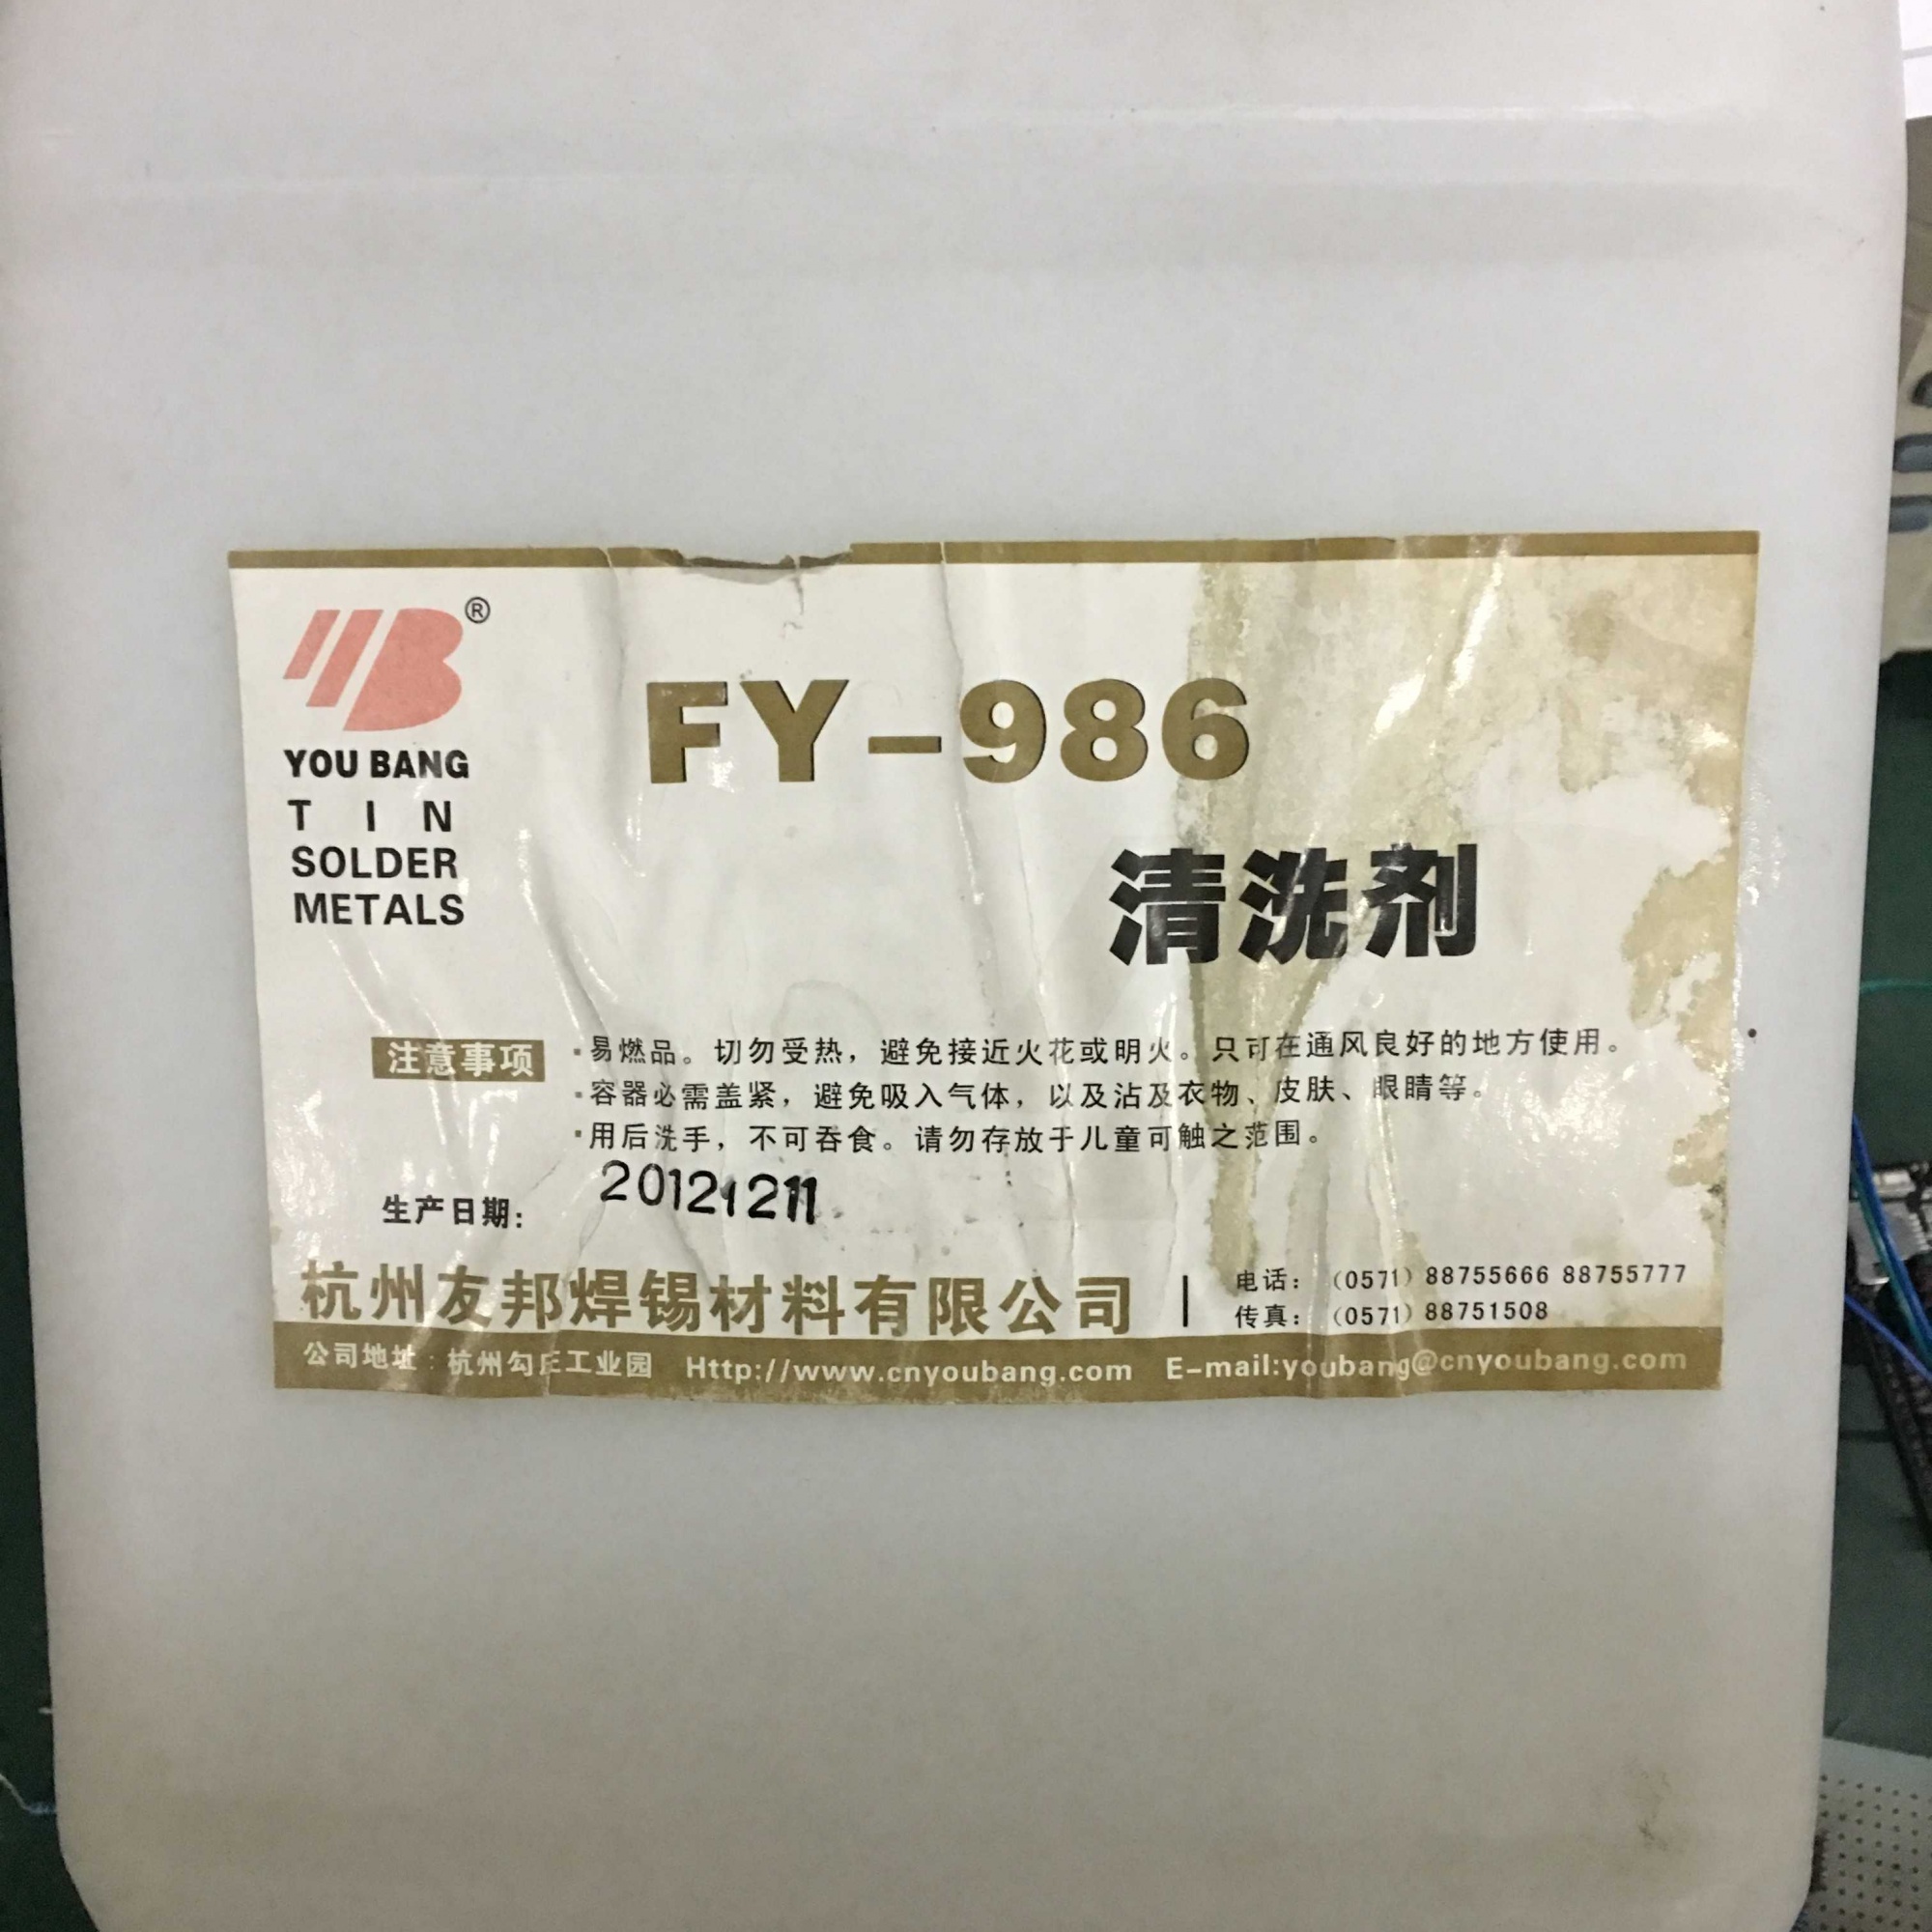 ®
YOU BANG
TIN
SOLDER
METALS
FY-986
清洗剂
注意事项
·易燃品。切勿受热，避免接近火花或明火。只可在通风良好的地方使用。
·容器必需盖紧，避免吸入气体，以及沾及衣物、皮肤、眼睛等。
·用后洗手，不可吞食。请勿存放于儿童可触之范围。
生产日期：20121211
杭州友邦焊锡材料有限公司
电话：（0571）88755666 88755777
传真：（0571）88751508
公司地址：杭州勾庄工业园 Http://www.cnyoubang.com E-mail:youbang@cnyoubang.com